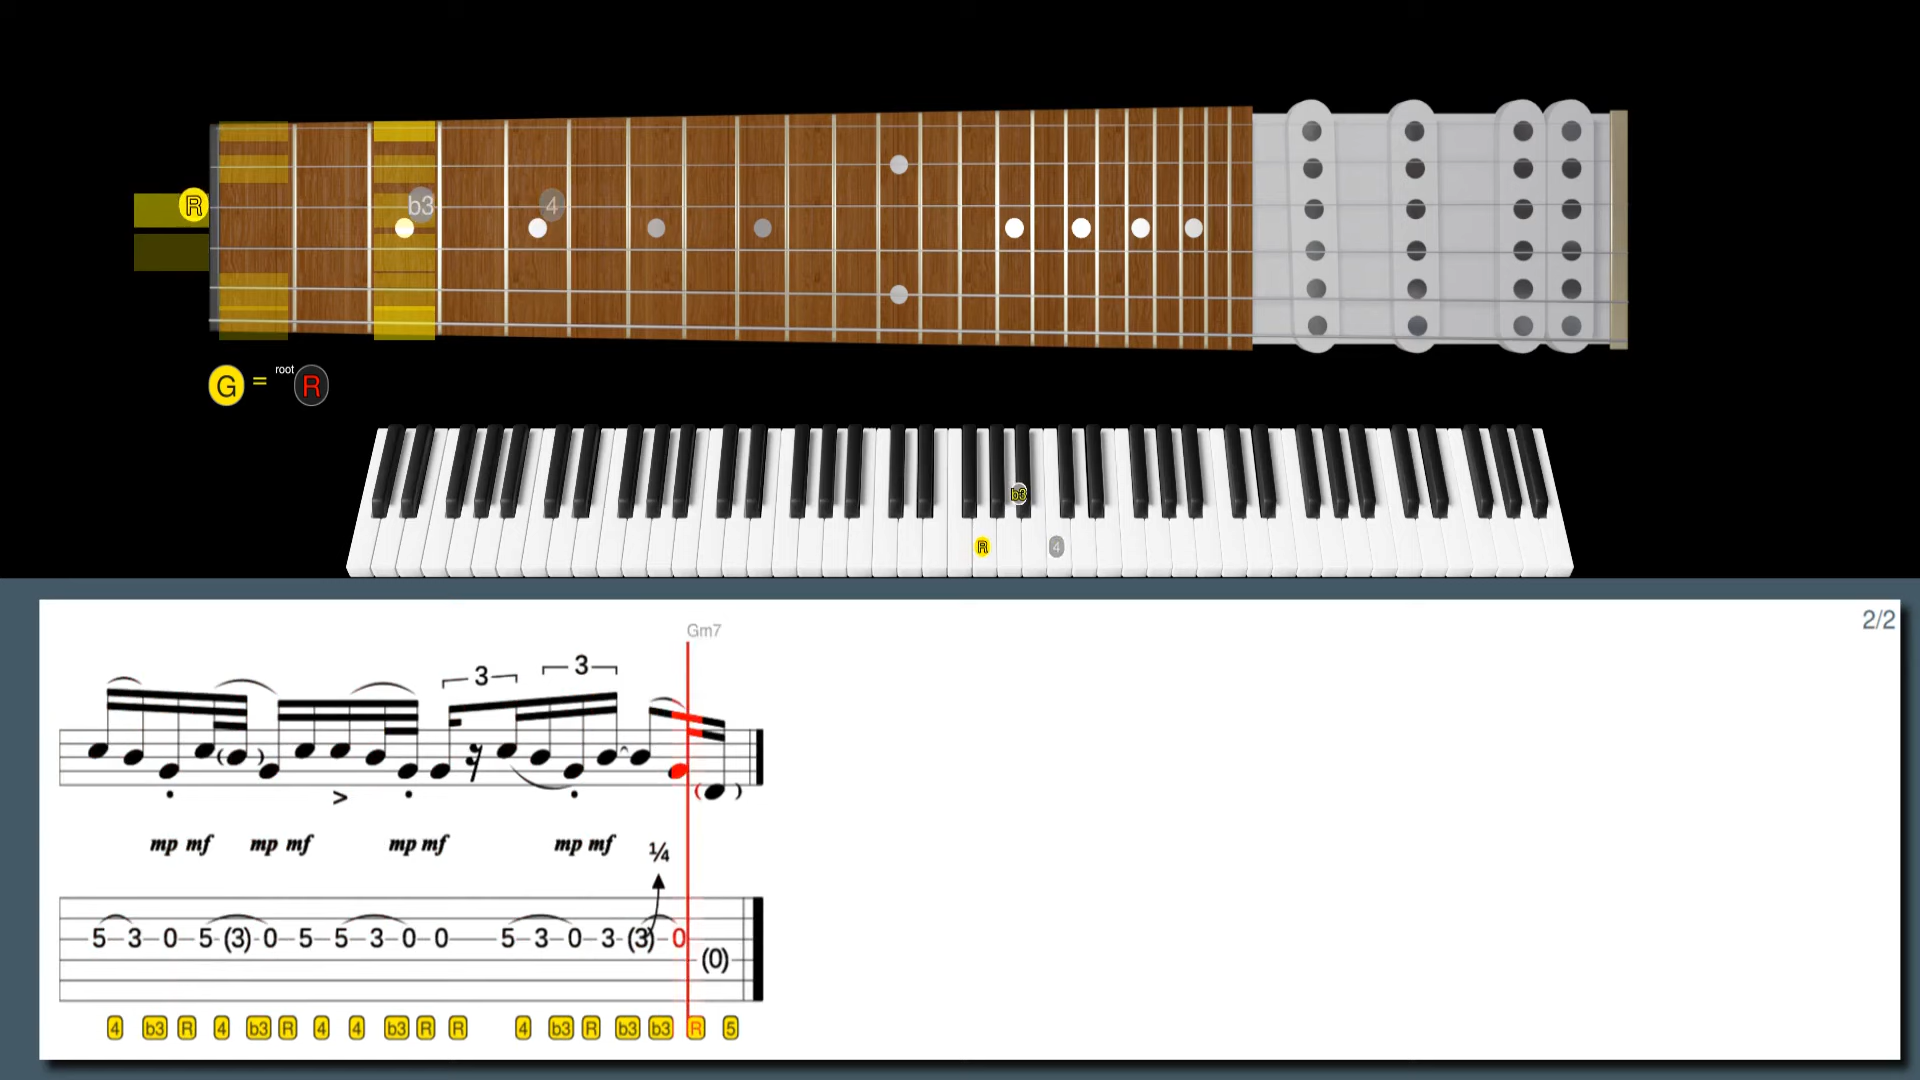 R b3 4
G = root R
b3
R 4
2/2
Gm7
3 3
( ) ( )
>
mp mf mp mf mp mf mp mf
¼
5 3 0 5 (3) 0 5 5 3 0 0 5 3 0 3 (3) 0
(0)
4 b3 R 4 b3 R 4 4 b3 R R 4 b3 R b3 b3 R 5